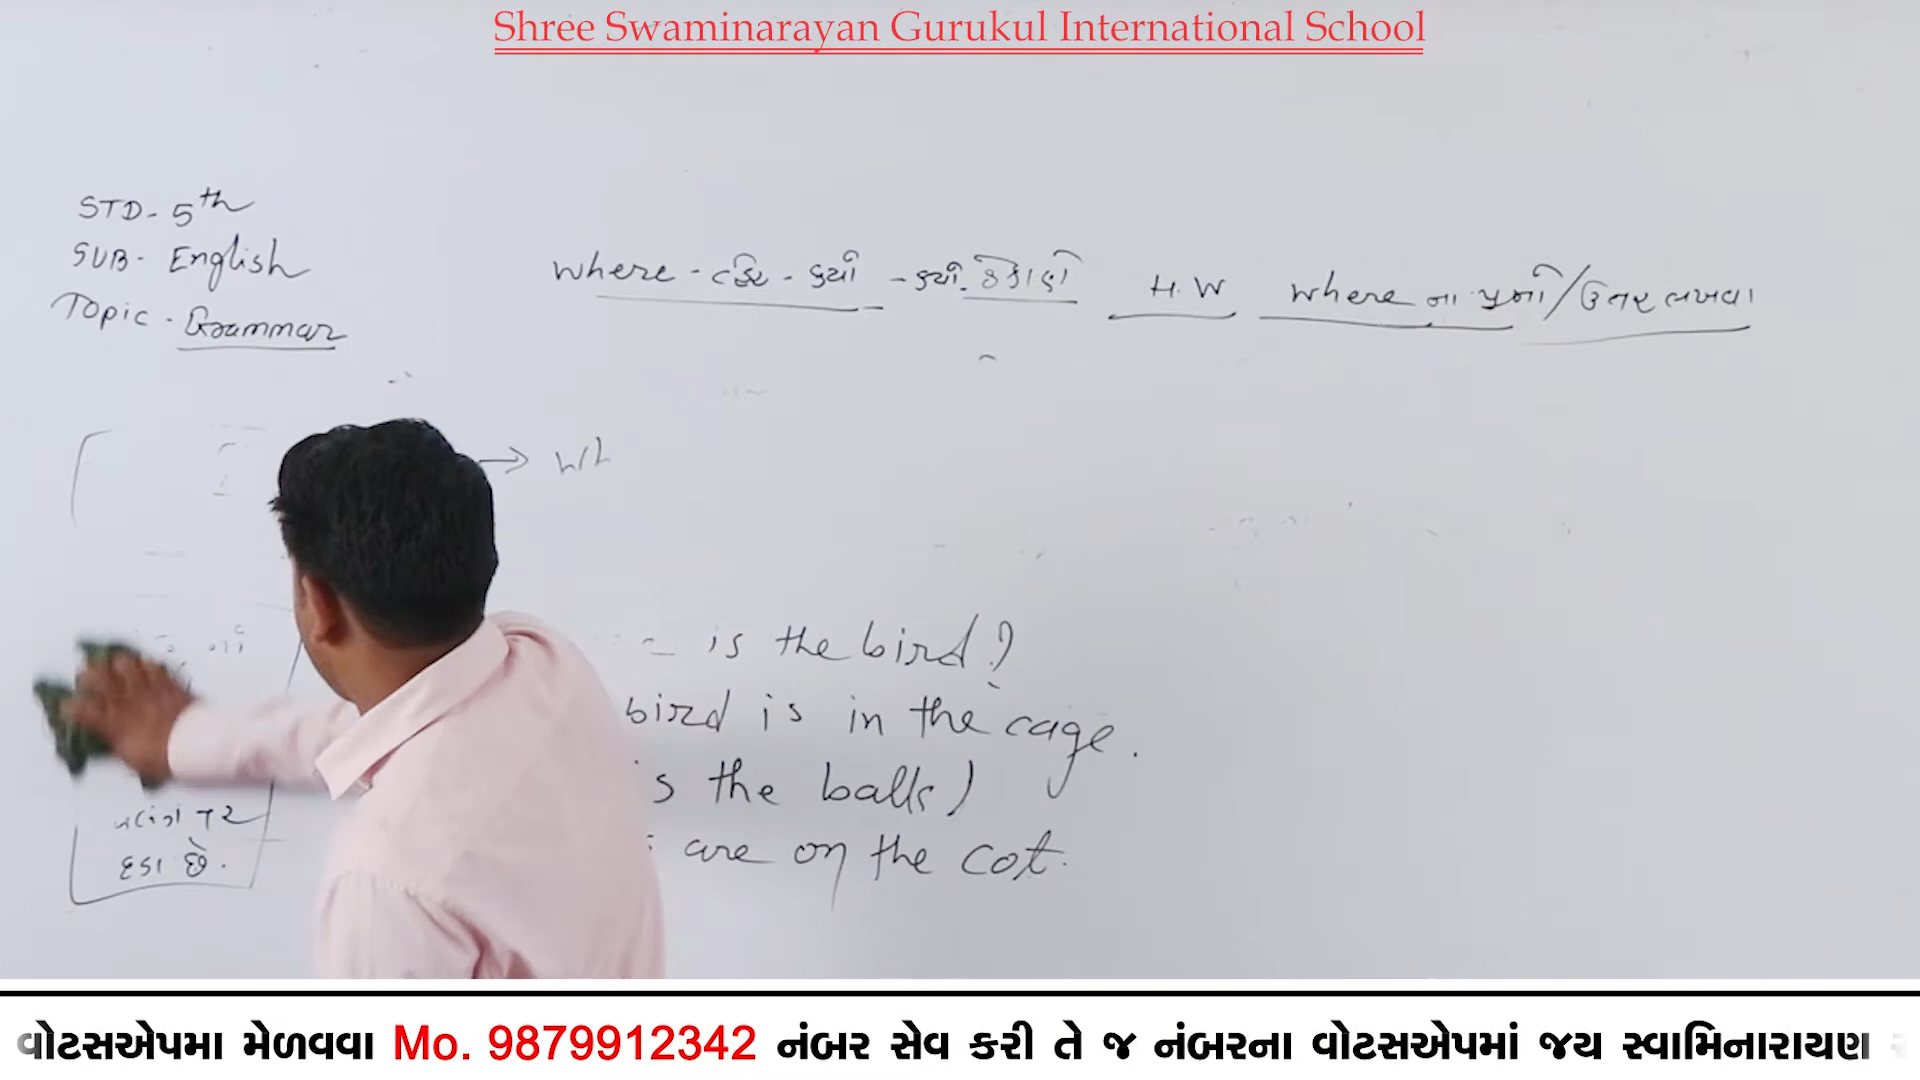 Shree Swaminarayan Gurukul International School
STD- 5th
SUB- English
Topic - Grammar
where - - ક્યાં - ક્યાં. ઠેકાણે
H.W where ના પ્રશ્નો/ઉત્તર લખવા
→ wh
is the bird?
bird is in the cage.
is the balls)
are on the cot.
દડા છે.
વોટસએપમા મેળવવા Mo. 9879912342 નંબર સેવ કરી તે જ નંબરના વોટસએપમાં જય સ્વામિનારાયણ